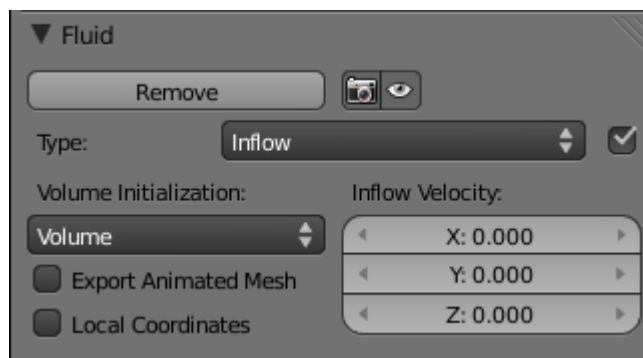 Fluid
Remove
Type: Inflow
Volume Initialization: Inflow Velocity:
Volume X: 0.000
Export Animated Mesh Y: 0.000
Local Coordinates Z: 0.000